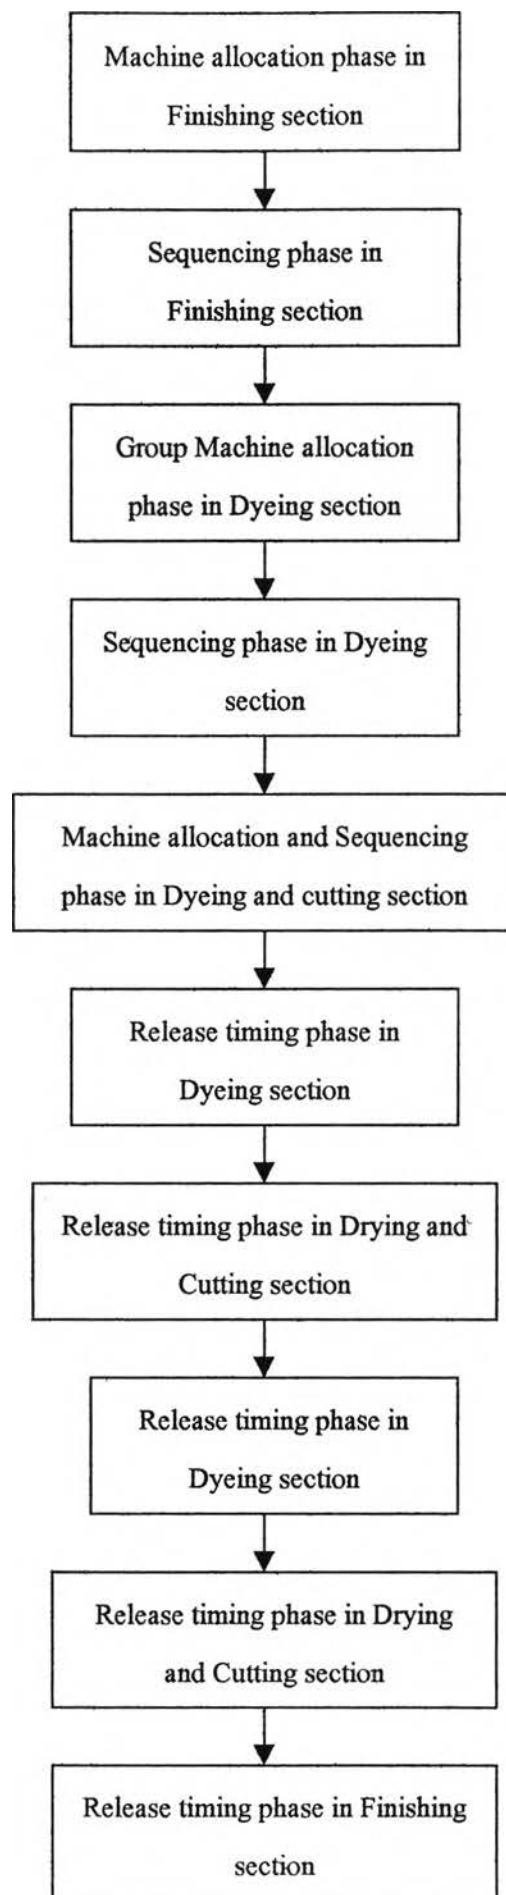 Machine allocation phase in
Finishing section
Sequencing phase in
Finishing section
Group Machine allocation
phase in Dyeing section
Sequencing phase in Dyeing
section
Machine allocation and Sequencing
phase in Dyeing and cutting section
Release timing phase in
Dyeing section
Release timing phase in Drying and
Cutting section
Release timing phase in
Dyeing section
Release timing phase in Drying
and Cutting section
Release timing phase in Finishing
section